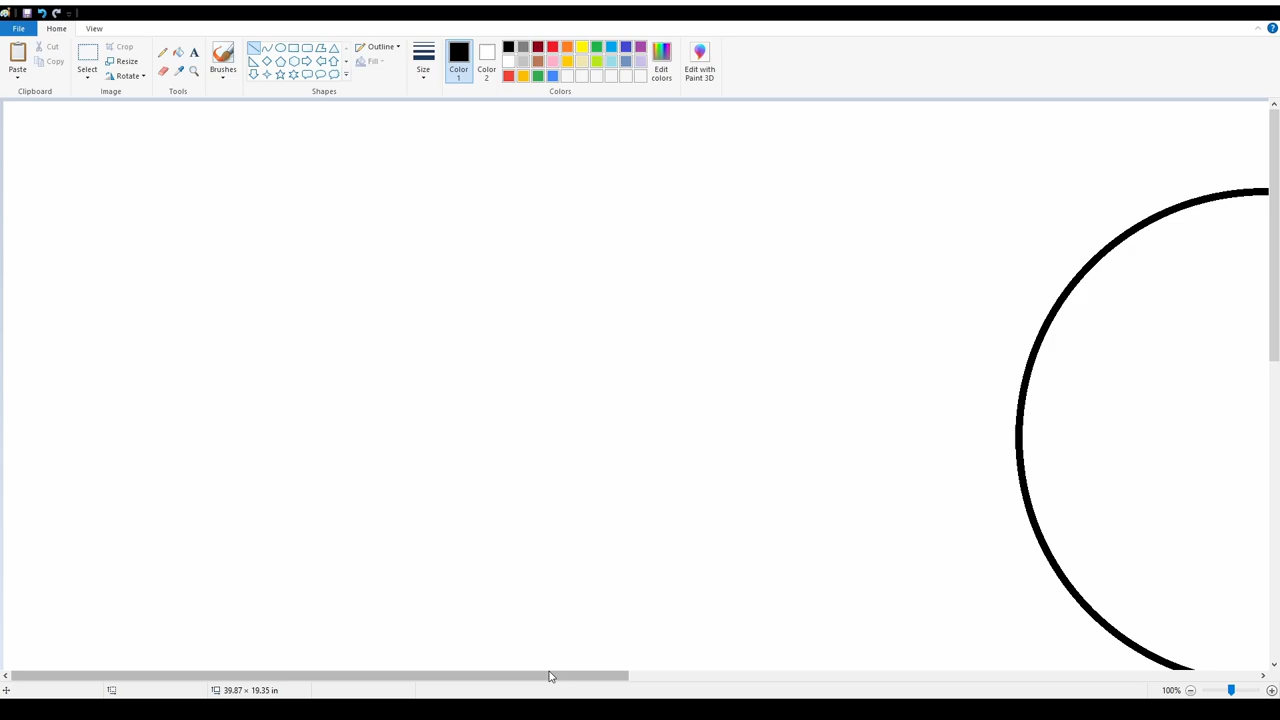 File Home View
Paste Cut Copy Clipboard
Select Crop Resize Rotate Image
A Tools
Brushes
Outline Fill Shapes
Size
Color 1 Color 2 Edit colors Colors
Edit with Paint 3D
39.87 × 19.35 in 100%